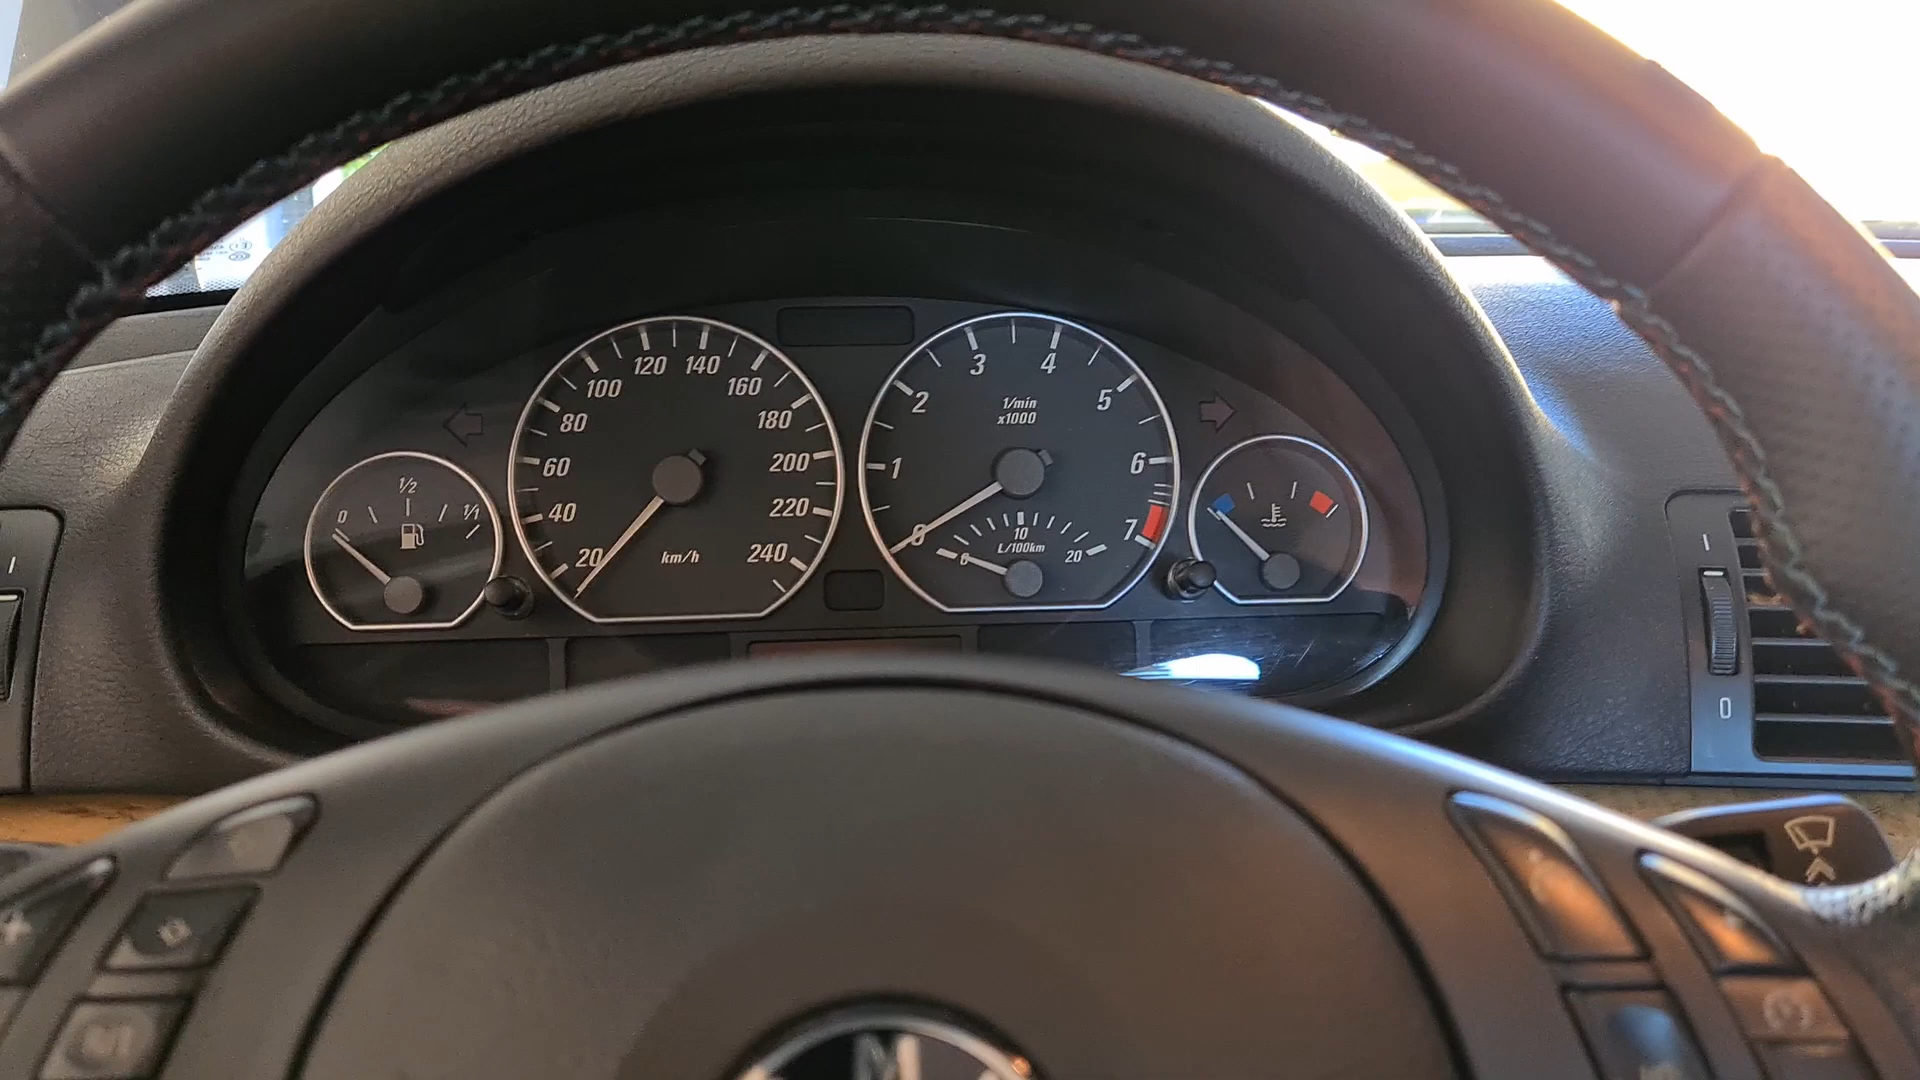 0 1/2 1/1
20 40 60 80 100 120 140 160 180 200 220 240
km/h
0 1 2 3 4 5 6 7
1/min
x1000
6 10 20
L/100km
I
I
0